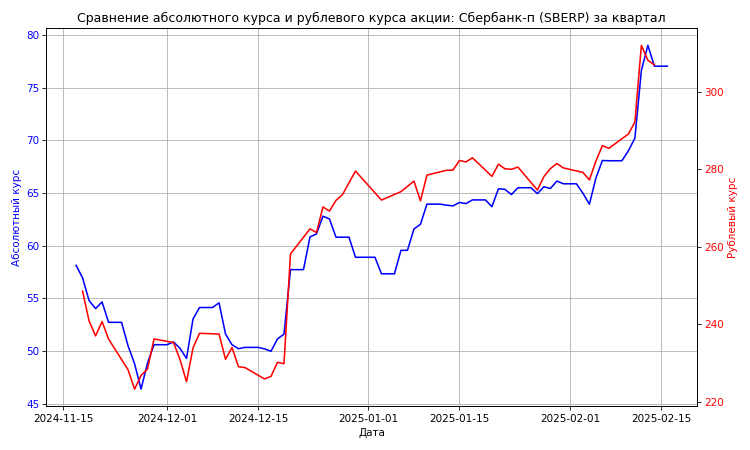 Сравнение абсолютного курса и рублевого курса акции: Сбербанк-п (SBERP) за квартал
80
75
70
65
60
55
50
45
Абсолютный курс
300
280
260
240
220
Рублевый курс
2024-11-15 2024-12-01 2024-12-15 2025-01-01 2025-01-15 2025-02-01 2025-02-15
Дата